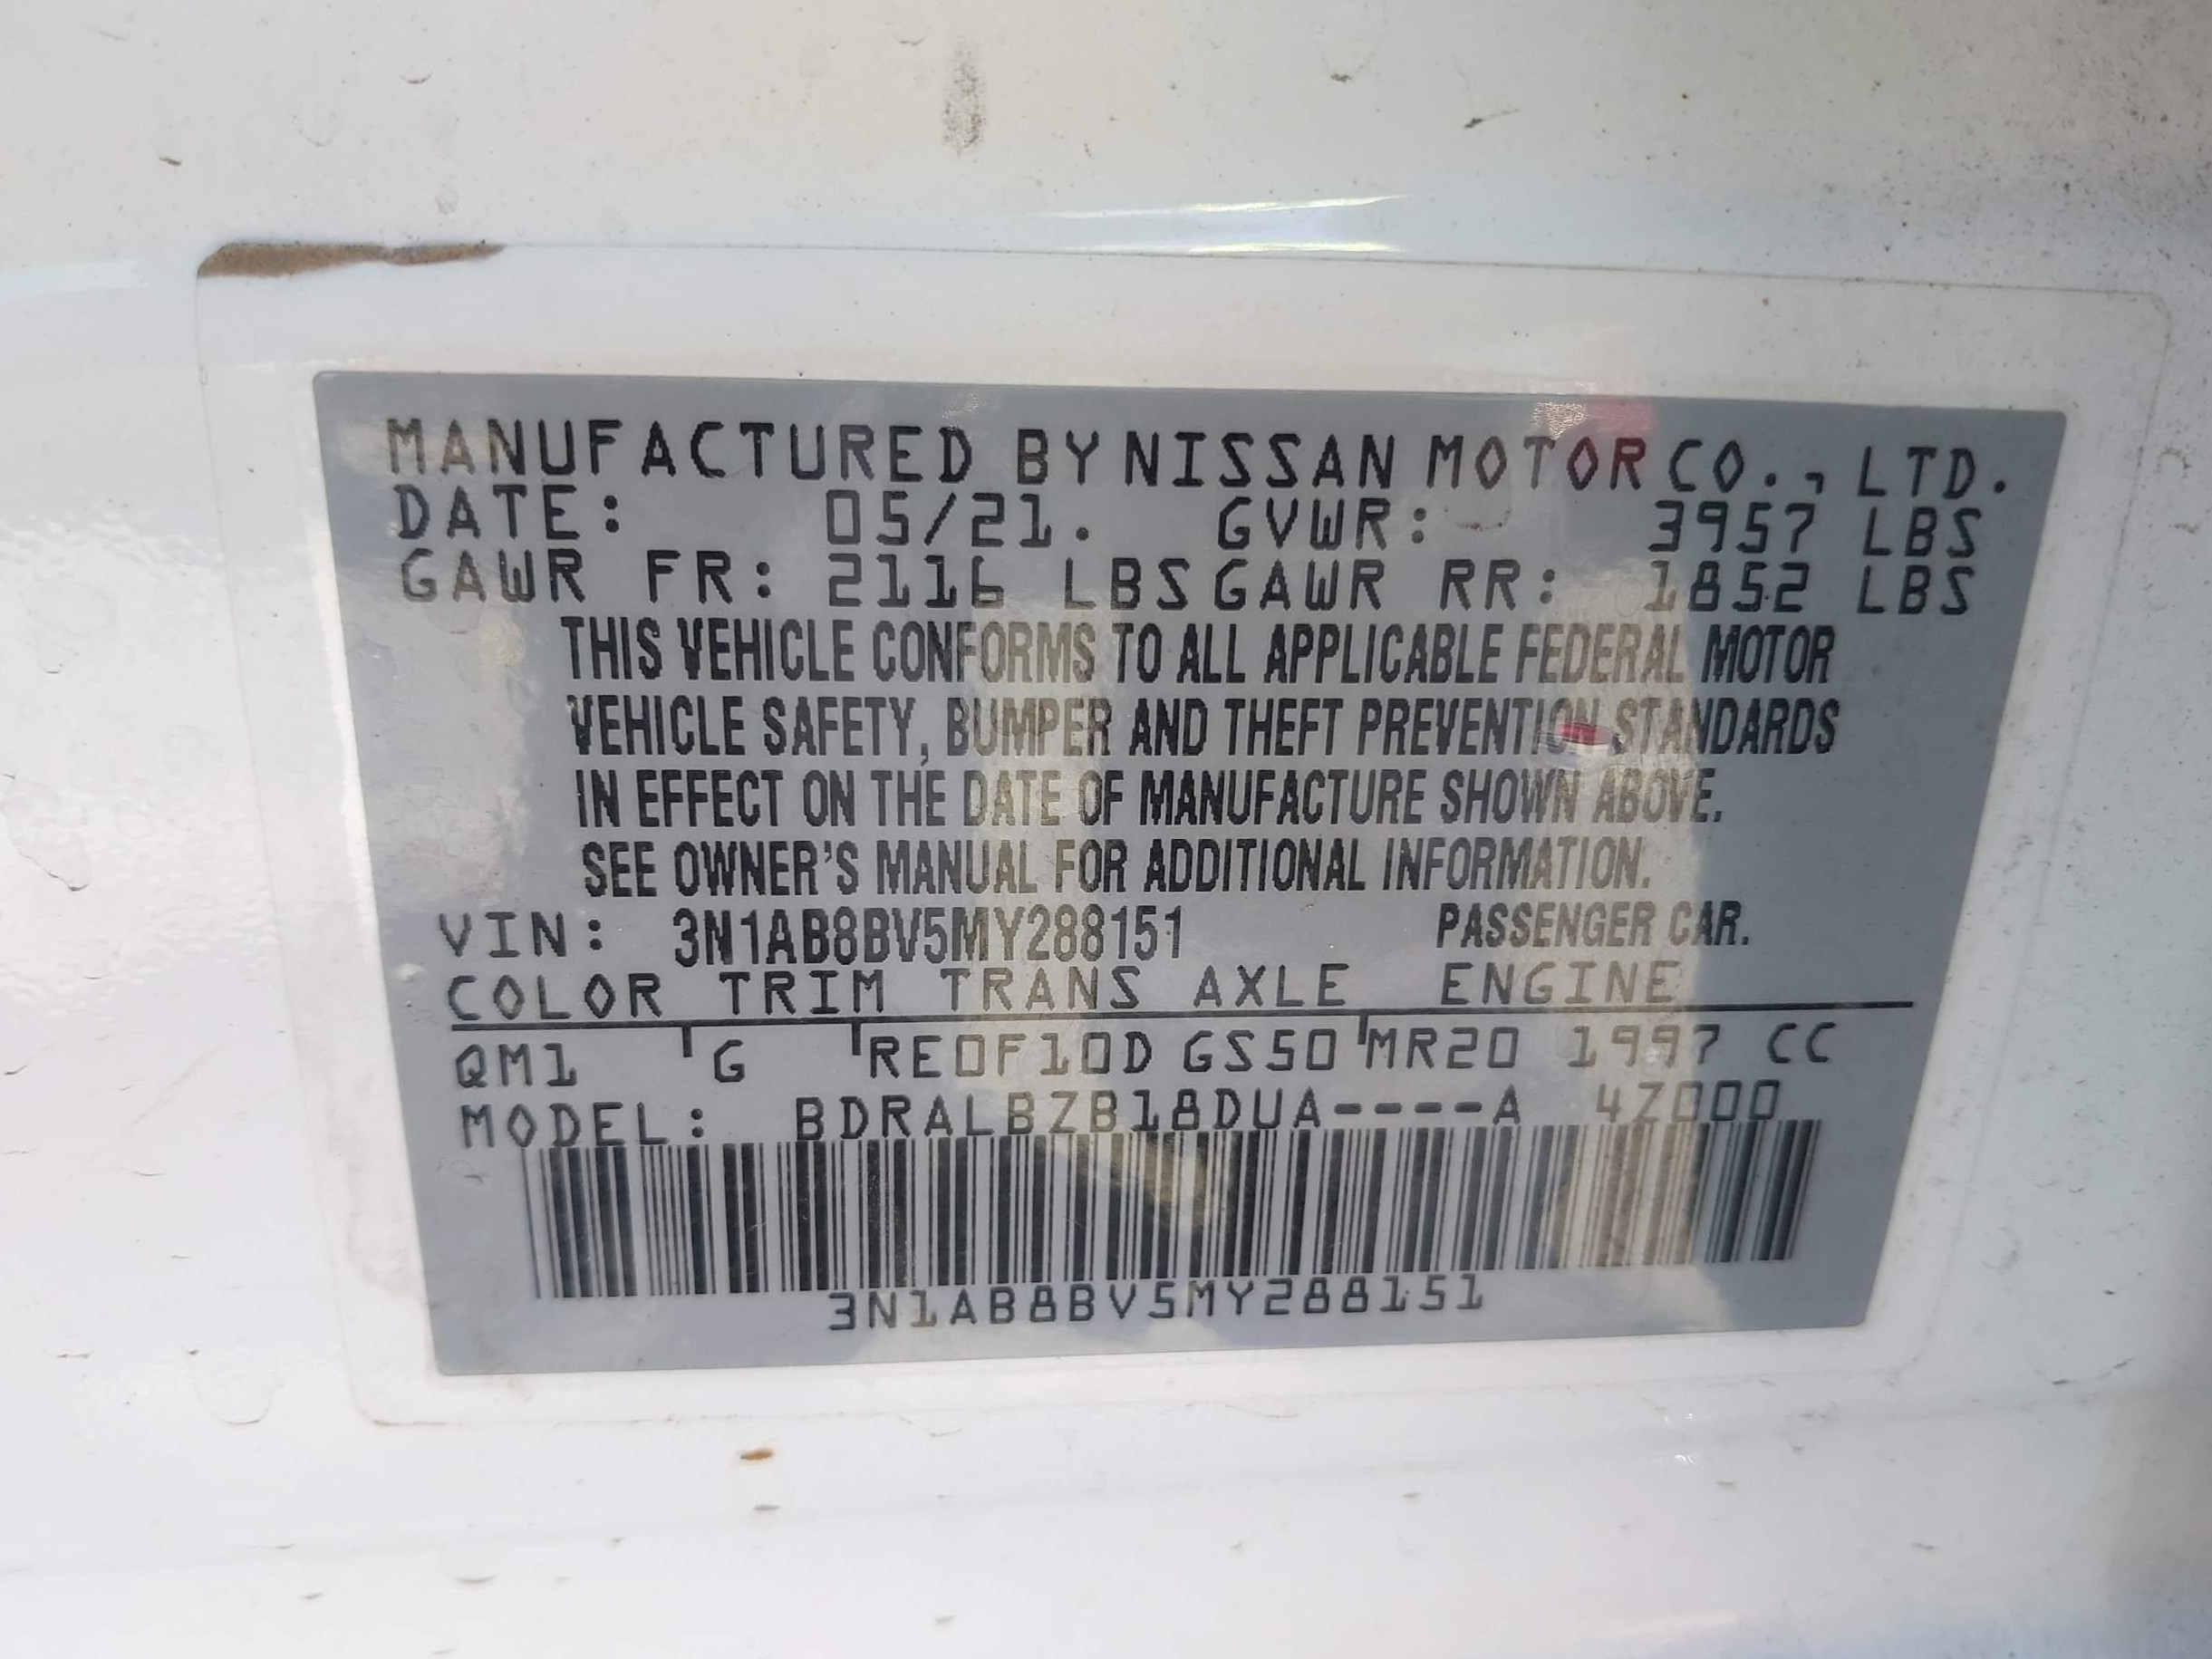 MANUFACTURED BY NISSAN MOTOR CO., LTD.
DATE: 05/21. GVWR: 3957 LBS
GAWR FR: 2116 LBS GAWR RR: 1852 LBS
THIS VEHICLE CONFORMS TO ALL APPLICABLE FEDERAL MOTOR
VEHICLE SAFETY, BUMPER AND THEFT PREVENTION STANDARDS
IN EFFECT ON THE DATE OF MANUFACTURE SHOWN ABOVE.
SEE OWNER'S MANUAL FOR ADDITIONAL INFORMATION.
VIN: 3N1AB8BV5MY288151 PASSENGER CAR.
COLOR TRIM TRANS AXLE ENGINE
QM1 G RE0F10D GS50 MR20 1997 CC
MODEL: BDRALBZB18DUA----A 4Z000
3N1AB8BV5MY288151